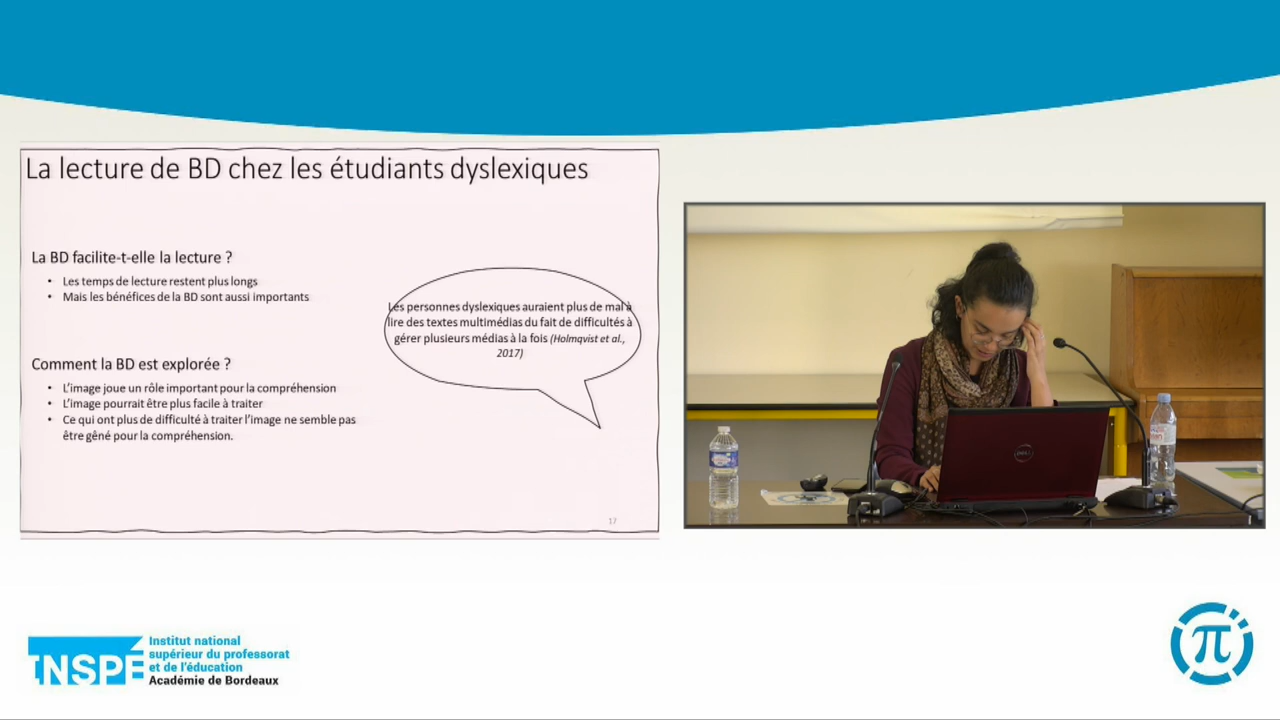 La lecture de BD chez les étudiants dyslexiques
La BD facilite-t-elle la lecture ?
• Les temps de lecture restent plus longs
• Mais les bénéfices de la BD sont aussi importants
Les personnes dyslexiques auraient plus de mal à
lire des textes multimédias du fait de difficultés à
gérer plusieurs médias à la fois (Holmqvist et al.,
2017)
Comment la BD est explorée ?
• L'image joue un rôle important pour la compréhension
• L'image pourrait être plus facile à traiter
• Ce qui ont plus de difficulté à traiter l'image ne semble pas
être gêné pour la compréhension.
17
DELL
INSPÉ
Institut national
supérieur du professorat
et de l'éducation
Académie de Bordeaux
π